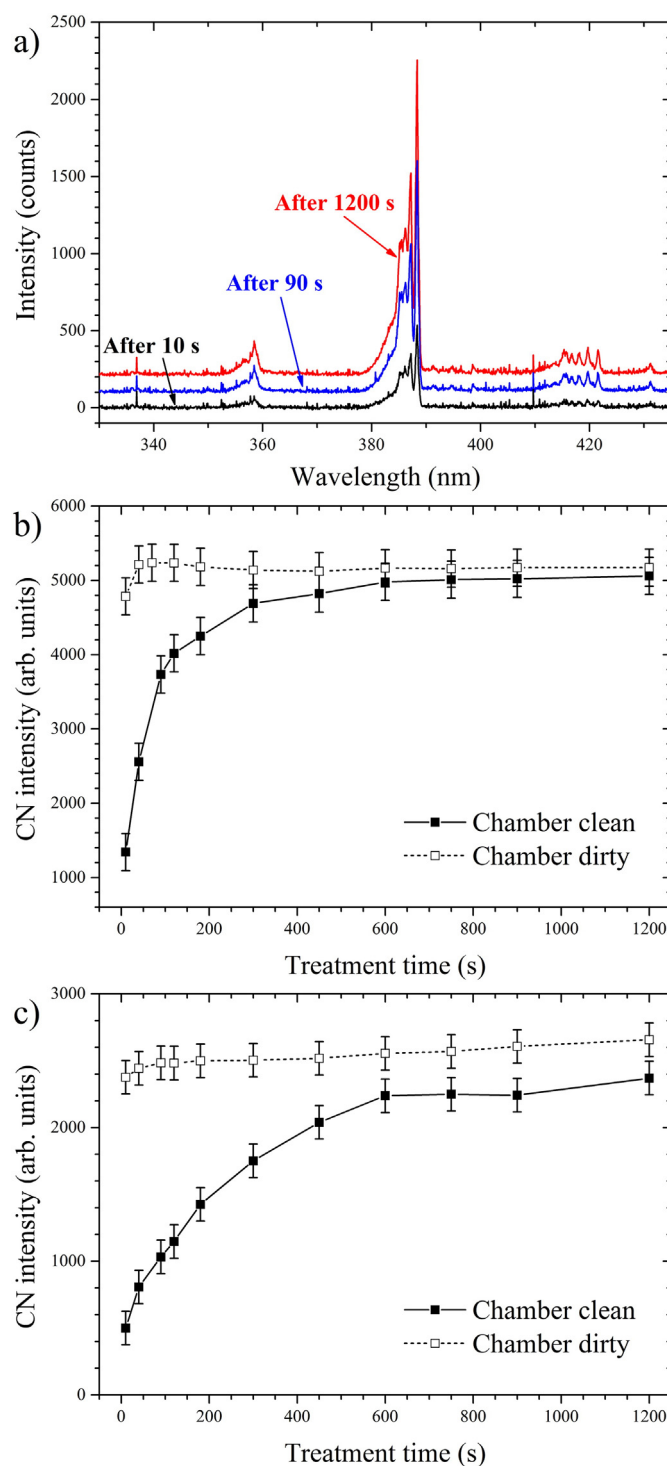 a)
2500
2000
1500
1000
500
0
Intensity (counts)
After 1200 s
After 90 s
After 10 s
340 360 380 400 420
Wavelength (nm)
b)
6000
5000
4000
3000
2000
1000
CN intensity (arb. units)
Chamber clean
Chamber dirty
0 200 400 600 800 1000 1200
Treatment time (s)
c)
3000
2000
1000
0
CN intensity (arb. units)
Chamber clean
Chamber dirty
0 200 400 600 800 1000 1200
Treatment time (s)